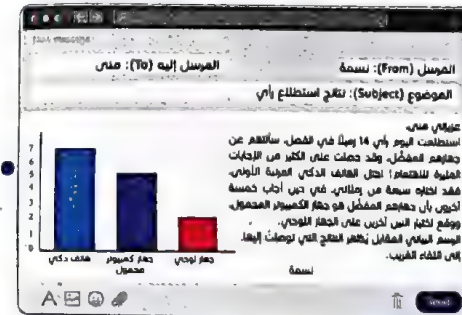 your message
المرسل (From): نسمة
المرسل إليه (To): منى
الموضوع (Subject): نتائج استطلاع رأي
عزيزتي منى،
استطلعت اليوم رأي 14 زميلًا في الفصل، سألتهم عن
جهازهم المفضل، وقد حصلت على الكثير من الإجابات
المثيرة للاهتمام! احتل الهاتف الذكي المرتبة الأولى،
فقد اختاره سبعة من زملائي، في حين أجاب خمسة
آخرون بأن جهازهم المفضل هو جهاز الكمبيوتر المحمول،
ووقع اختيار اثنين آخرين على الجهاز اللوحي.
الرسم البياني المقابل يُظهر النتائج التي توصلتُ إليها.
إلى اللقاء القريب،
نسمة
7
6
5
4
3
2
1
0
هاتف ذكي
جهاز كمبيوتر
محمول
جهاز لوحي